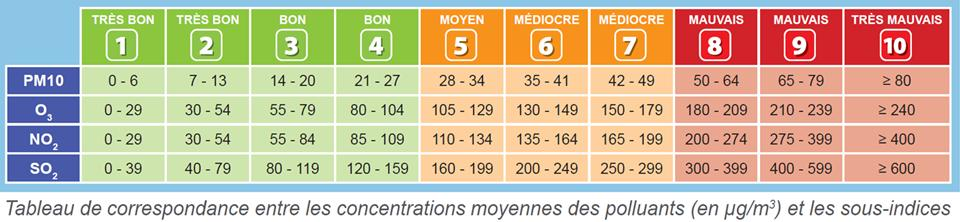 TRÈS BON TRÈS BON BON BON MOYEN MÉDIOCRE MÉDIOCRE MAUVAIS MAUVAIS TRÈS MAUVAIS
1 2 3 4 5 6 7 8 9 10
PM10 0 - 6 7 - 13 14 - 20 21 - 27 28 - 34 35 - 41 42 - 49 50 - 64 65 - 79 ≥ 80
O₃ 0 - 29 30 - 54 55 - 79 80 - 104 105 - 129 130 - 149 150 - 179 180 - 209 210 - 239 ≥ 240
NO₂ 0 - 29 30 - 54 55 - 84 85 - 109 110 - 134 135 - 164 165 - 199 200 - 274 275 - 399 ≥ 400
SO₂ 0 - 39 40 - 79 80 - 119 120 - 159 160 - 199 200 - 249 250 - 299 300 - 399 400 - 599 ≥ 600
Tableau de correspondance entre les concentrations moyennes des polluants (en µg/m³) et les sous-indices